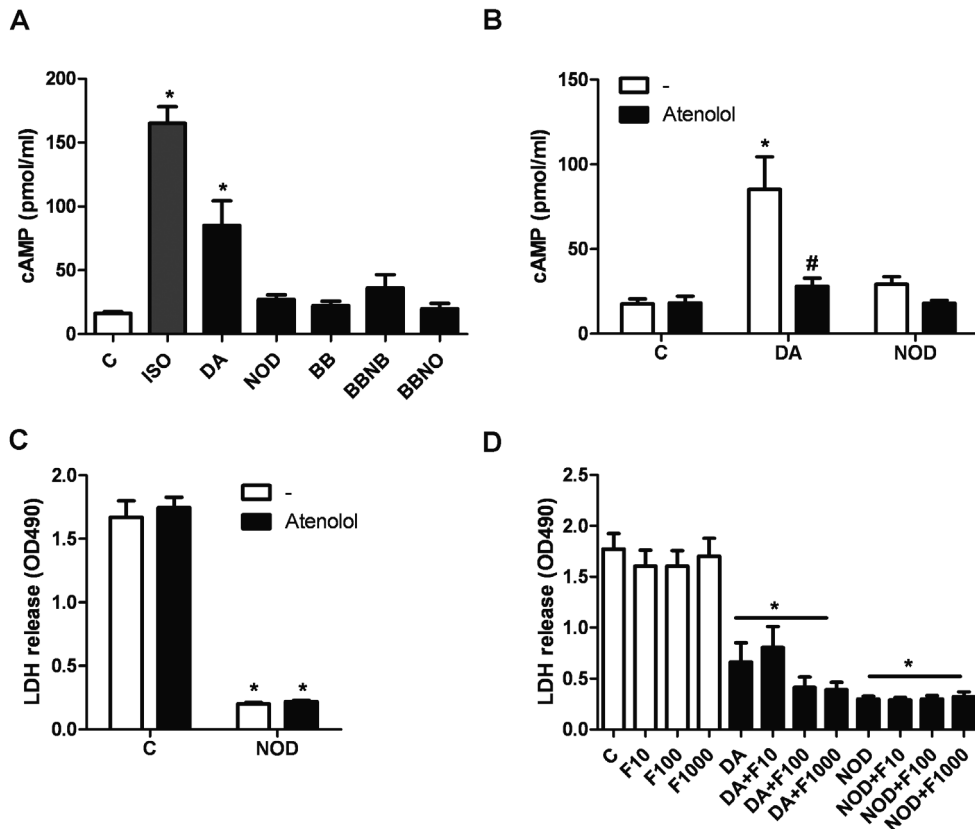 A
cAMP (pmol/ml)
200
150
100
50
0
*
*
C
ISO
DA
NOD
BB
BBNB
BBNO
B
cAMP (pmol/ml)
150
100
50
0
-
Atenolol
*
#
C
DA
NOD
C
LDH release (OD490)
2.0
1.5
1.0
0.5
0.0
-
Atenolol
*
*
C
NOD
D
LDH release (OD490)
2.5
2.0
1.5
1.0
0.5
0.0
*
*
C
F10
F100
F1000
DA
DA+F10
DA+F100
DA+F1000
NOD
NOD+F10
NOD+F100
NOD+F1000